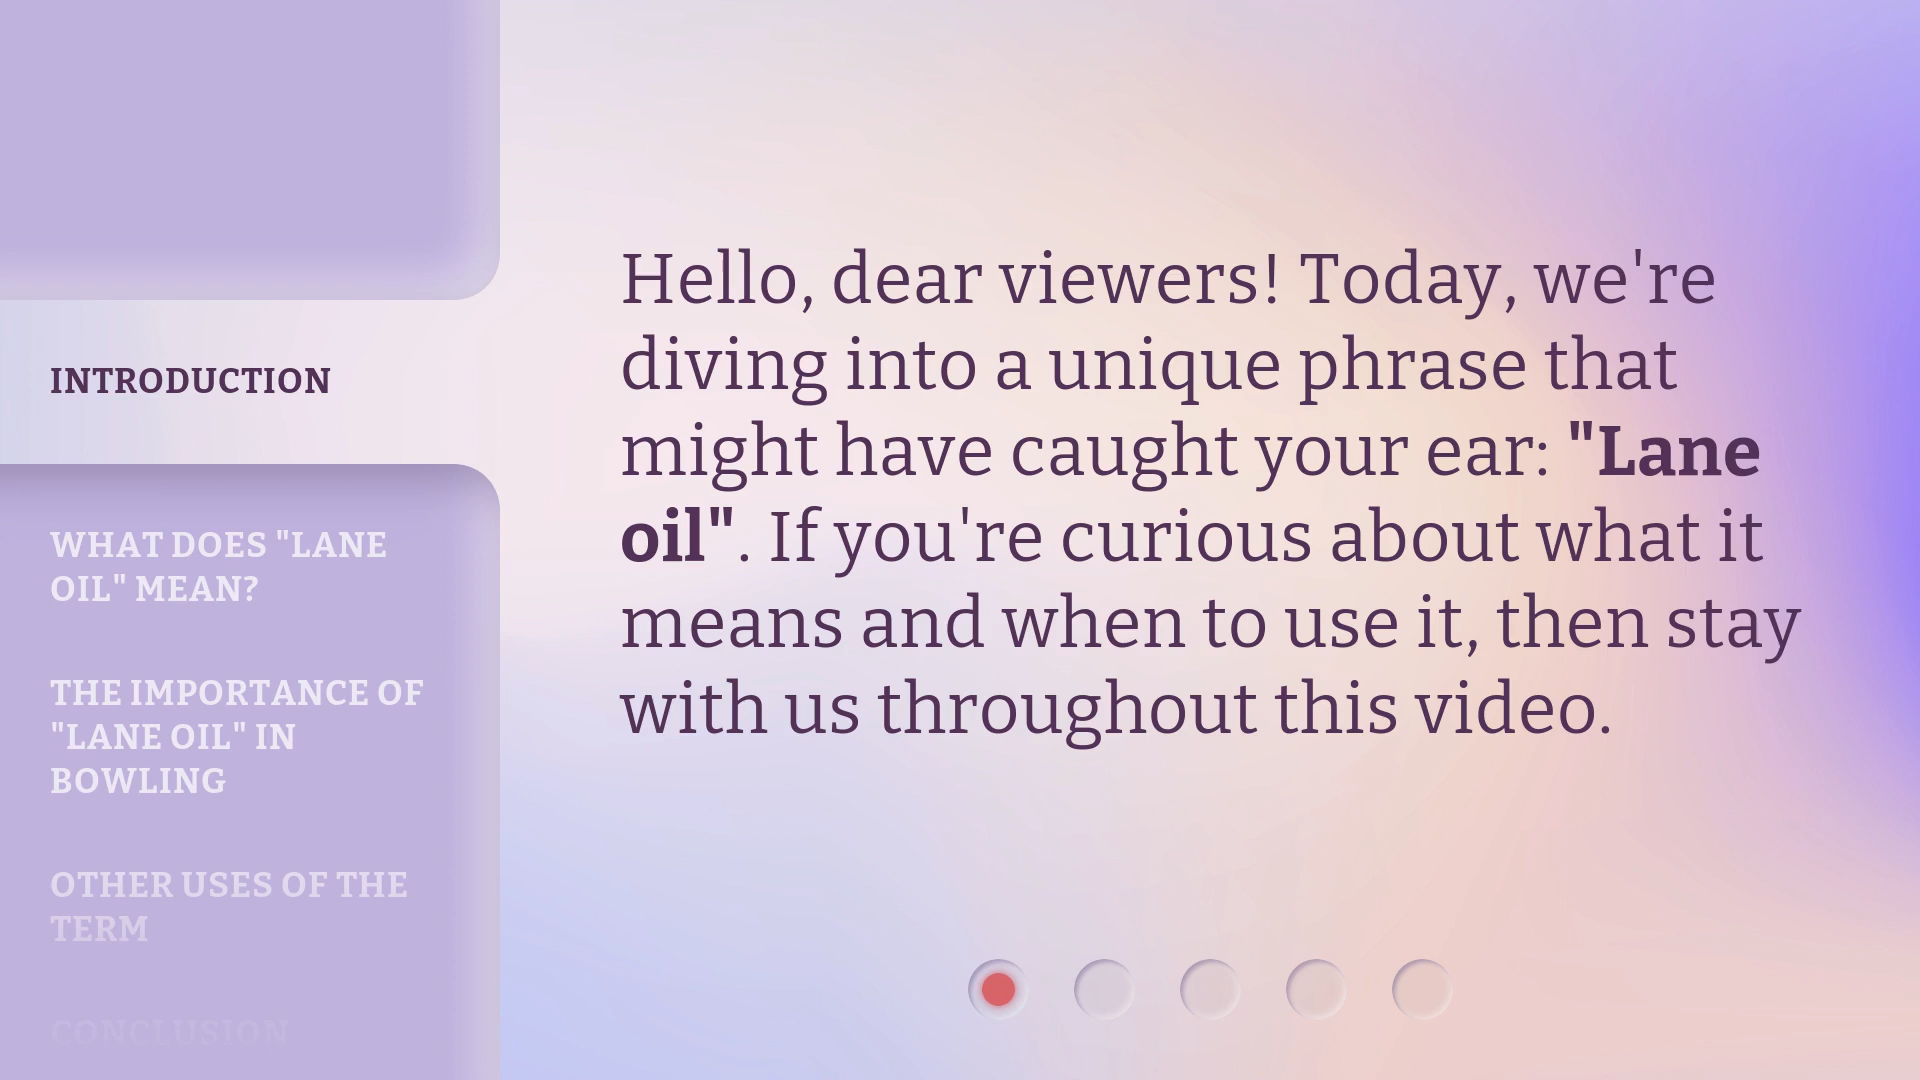 INTRODUCTION
WHAT DOES "LANE
OIL" MEAN?
THE IMPORTANCE OF
"LANE OIL" IN
BOWLING
OTHER USES OF THE
TERM
CONCLUSION
Hello, dear viewers! Today, we're
diving into a unique phrase that
might have caught your ear: "Lane
oil". If you're curious about what it
means and when to use it, then stay
with us throughout this video.